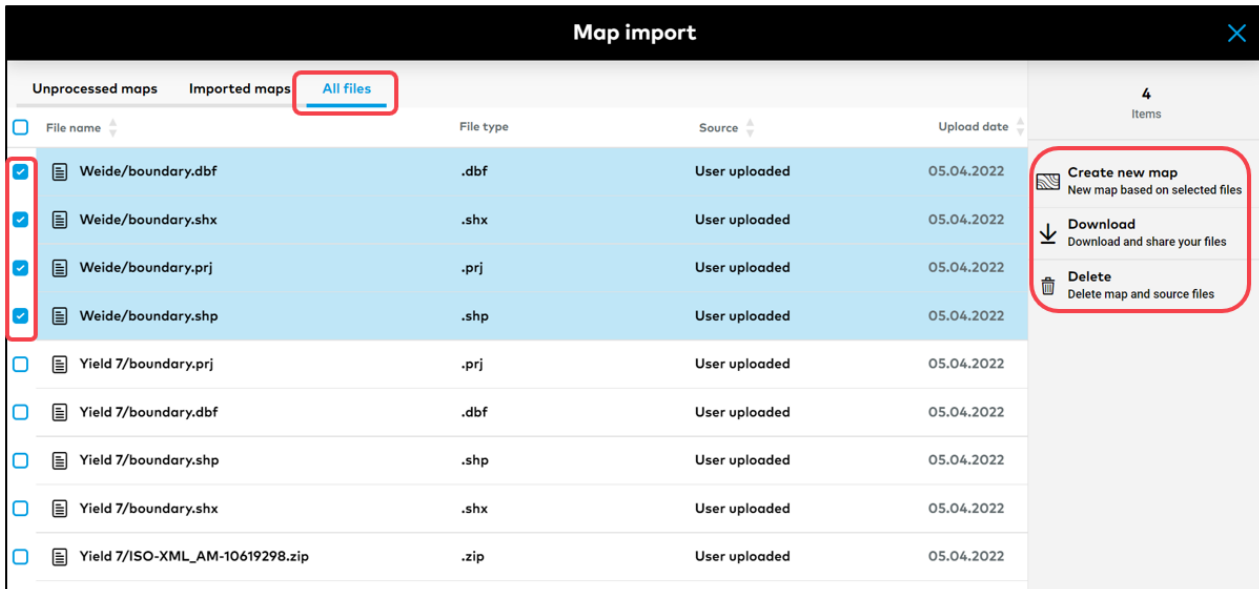 Map import
Unprocessed maps Imported maps All files
4
Items
File name File type Source Upload date
Weide/boundary.dbf .dbf User uploaded 05.04.2022
Create new map
New map based on selected files
Weide/boundary.shx .shx User uploaded 05.04.2022
Download
Download and share your files
Weide/boundary.prj .prj User uploaded 05.04.2022
Delete
Delete map and source files
Weide/boundary.shp .shp User uploaded 05.04.2022
Yield 7/boundary.prj .prj User uploaded 05.04.2022
Yield 7/boundary.dbf .dbf User uploaded 05.04.2022
Yield 7/boundary.shp .shp User uploaded 05.04.2022
Yield 7/boundary.shx .shx User uploaded 05.04.2022
Yield 7/ISO-XML_AM-10619298.zip .zip User uploaded 05.04.2022